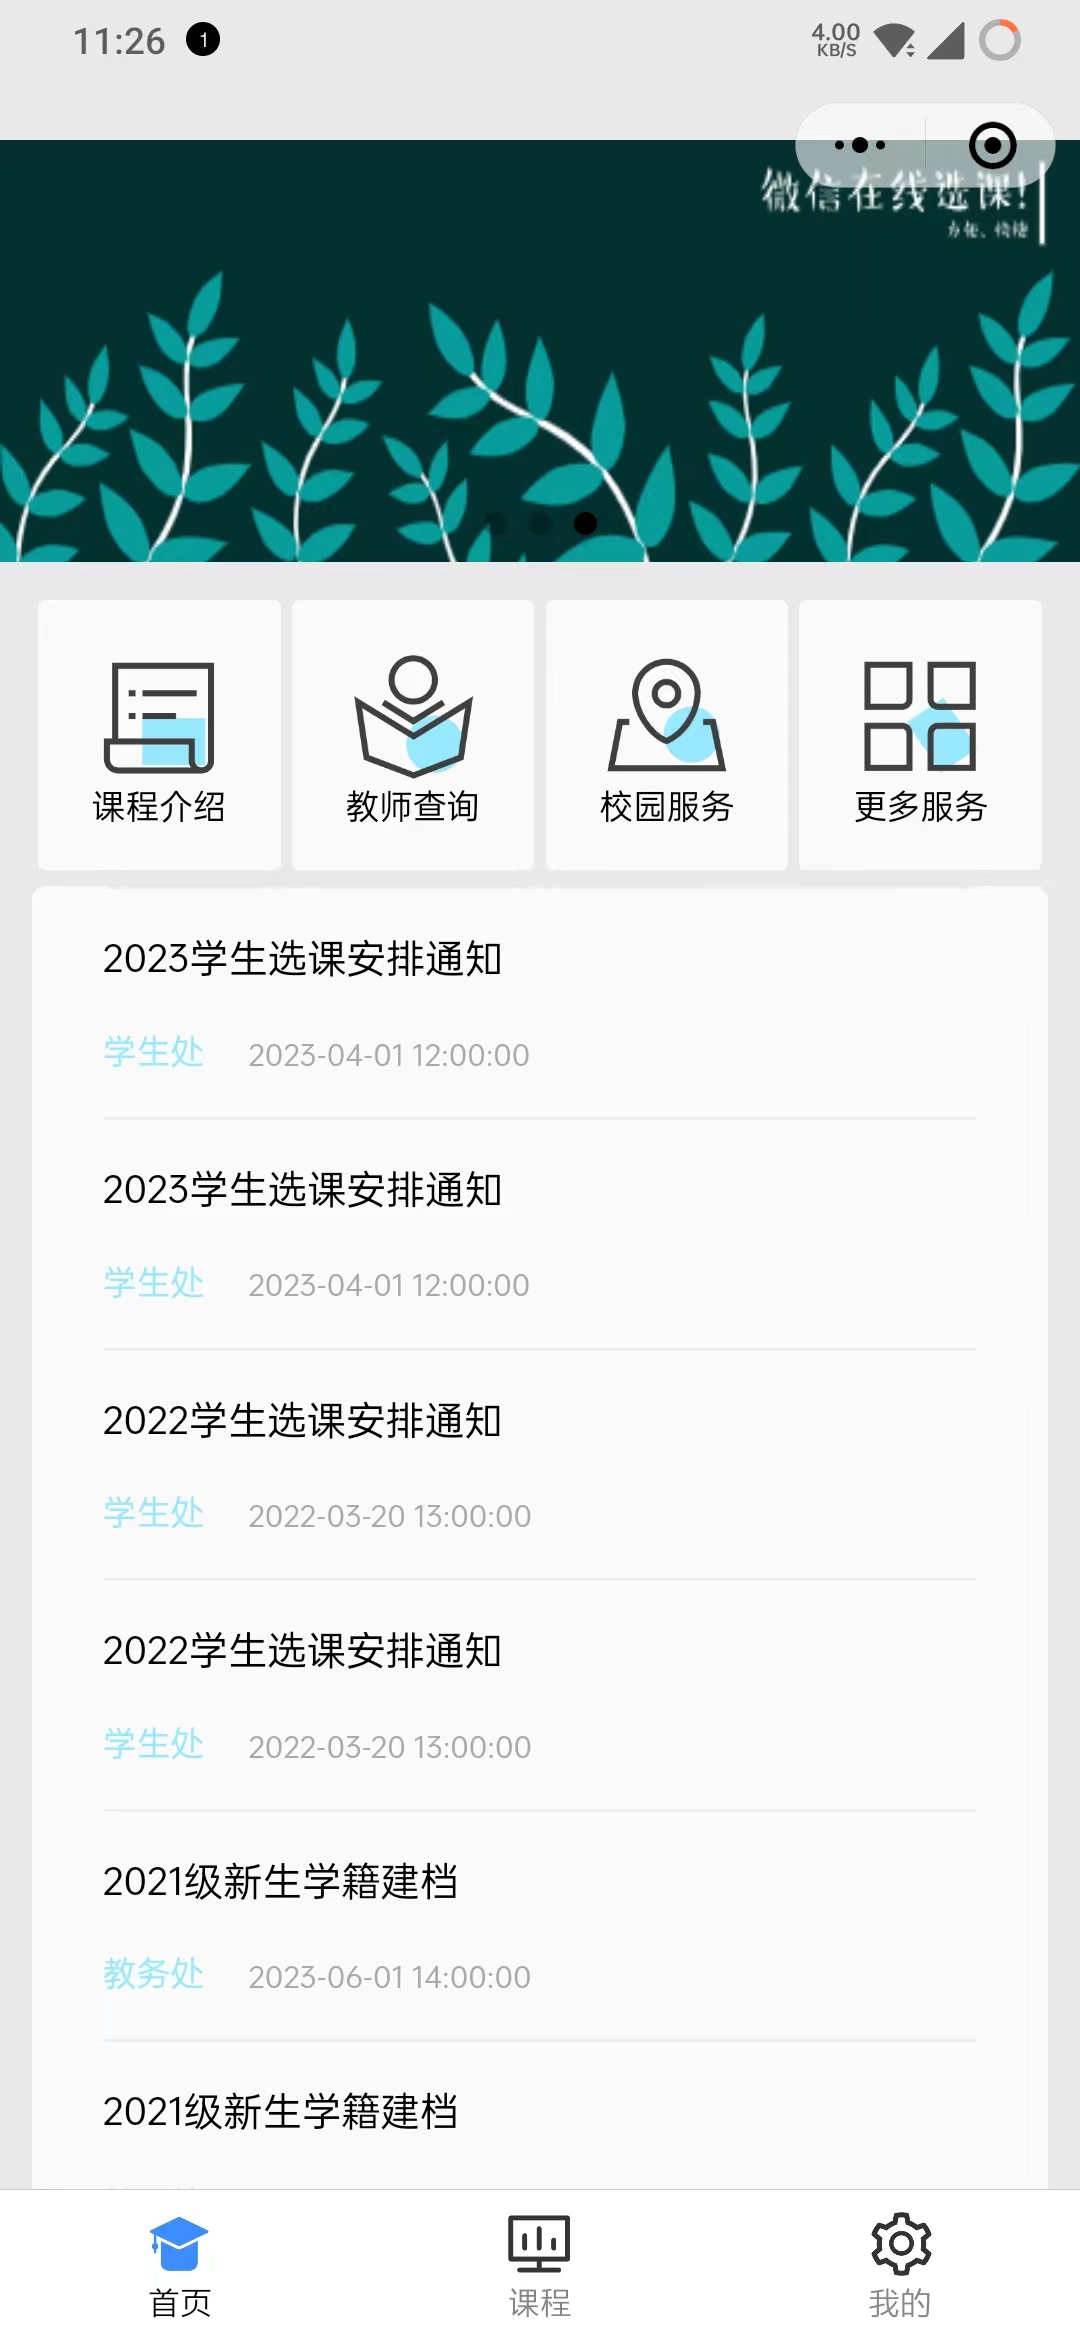 11:26
1
4.00
KB/S
微信在线选课!
方便、快捷
课程介绍
教师查询
校园服务
更多服务
2023学生选课安排通知
学生处 2023-04-01 12:00:00
2023学生选课安排通知
学生处 2023-04-01 12:00:00
2022学生选课安排通知
学生处 2022-03-20 13:00:00
2022学生选课安排通知
学生处 2022-03-20 13:00:00
2021级新生学籍建档
教务处 2023-06-01 14:00:00
2021级新生学籍建档
首页
课程
我的